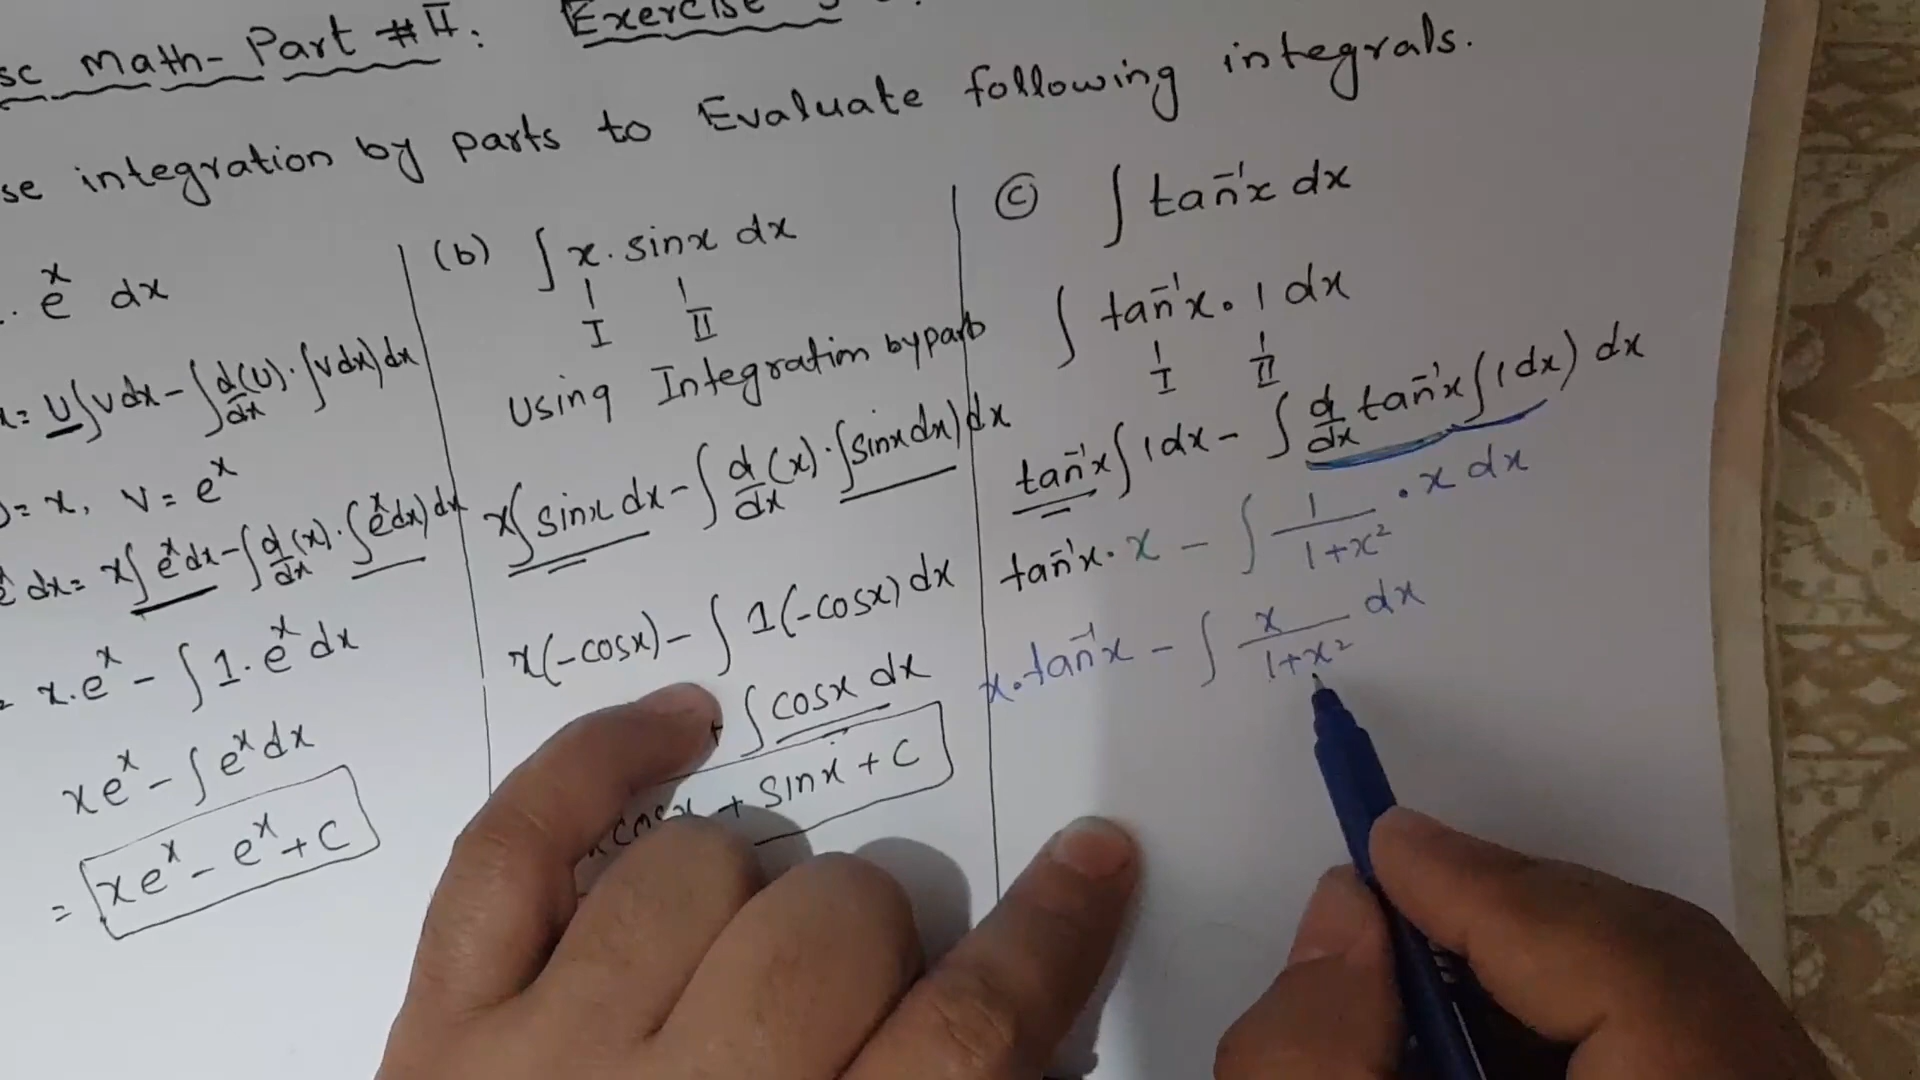 sc Math- Part # II: Exercise
se integration by parts to Evaluate following integrals.
. e^x dx
= U∫vdx - ∫d/dx(U)·∫vdx)dx
= x, V = e^x
dx = x∫e^x dx - ∫d/dx(x)·∫e^x dx)dx
x.e^x - ∫1.e^x dx
xe^x - ∫e^x dx
= xe^x - e^x + C
(b) ∫x. sinx dx
I II
Using Integration by parts
x∫sinx dx - ∫d/dx(x)·∫sinx dx)dx
x(-cosx) - ∫1(-cosx)dx
+ ∫cosx dx
cosx + sinx + C
© ∫tan⁻¹x dx
∫tan⁻¹x . 1 dx
I II
tan⁻¹x∫1dx - ∫d/dx tan⁻¹x∫1dx) dx
tan⁻¹x. x - ∫1/(1+x²) . x dx
x.tan⁻¹x - ∫x/(1+x²) dx